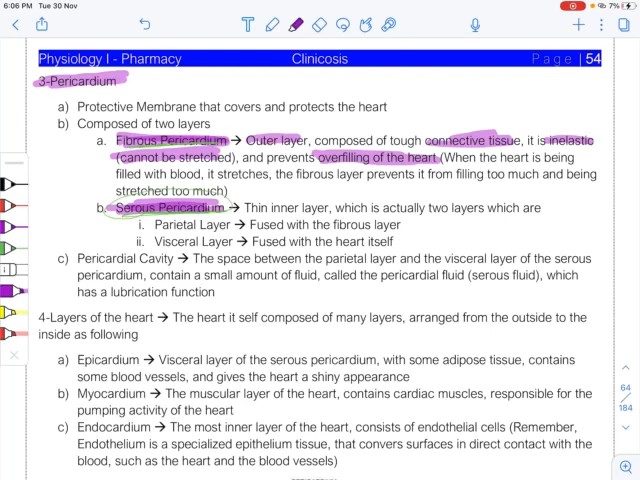 6:06 PM Tue 30 Nov
7%
Physiology I - Pharmacy Clinicosis Page | 54
3-Pericardium
a) Protective Membrane that covers and protects the heart
b) Composed of two layers
a. Fibrous Pericardium → Outer layer, composed of tough connective tissue, it is inelastic
(cannot be stretched), and prevents overfilling of the heart (When the heart is being
filled with blood, it stretches, the fibrous layer prevents it from filling too much and being
stretched too much)
b. Serous Pericardium → Thin inner layer, which is actually two layers which are
i. Parietal Layer → Fused with the fibrous layer
ii. Visceral Layer → Fused with the heart itself
c) Pericardial Cavity → The space between the parietal layer and the visceral layer of the serous
pericardium, contain a small amount of fluid, called the pericardial fluid (serous fluid), which
has a lubrication function
4-Layers of the heart → The heart it self composed of many layers, arranged from the outside to the
inside as following
a) Epicardium → Visceral layer of the serous pericardium, with some adipose tissue, contains
some blood vessels, and gives the heart a shiny appearance
b) Myocardium → The muscular layer of the heart, contains cardiac muscles, responsible for the
pumping activity of the heart
c) Endocardium → The most inner layer of the heart, consists of endothelial cells (Remember,
Endothelium is a specialized epithelium tissue, that convers surfaces in direct contact with the
blood, such as the heart and the blood vessels)
64
/
184